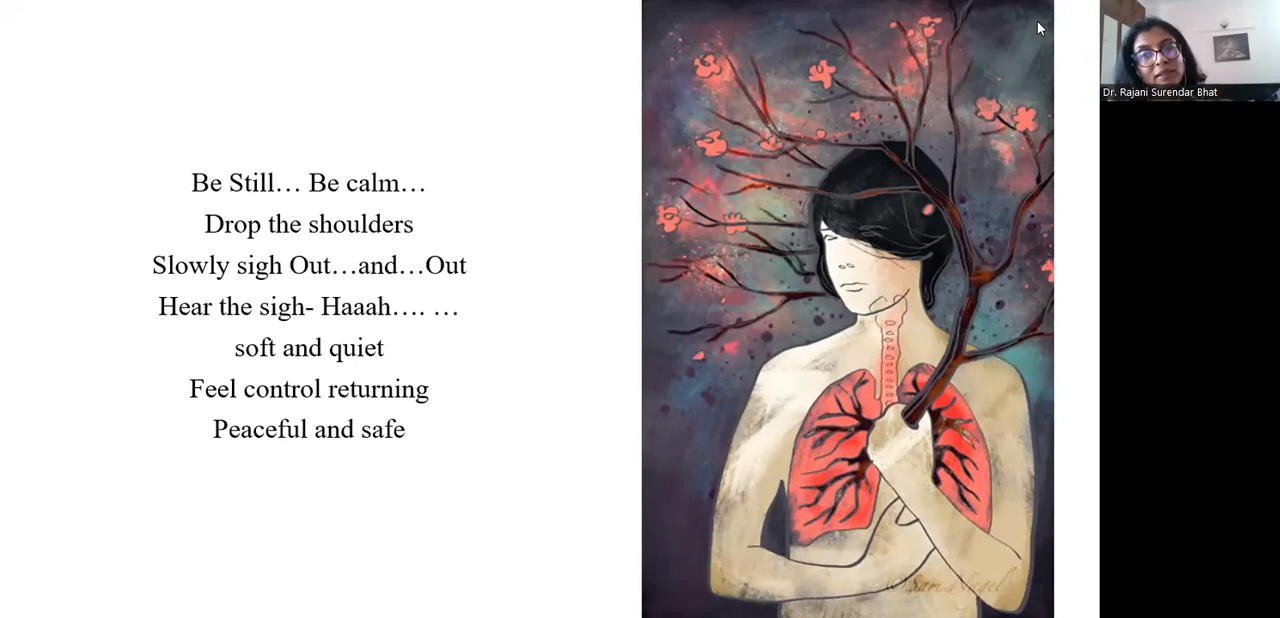 Be Still… Be calm…
Drop the shoulders
Slowly sigh Out…and…Out
Hear the sigh- Haaah…. …
soft and quiet
Feel control returning
Peaceful and safe
Dr. Rajani Surendar Bhat